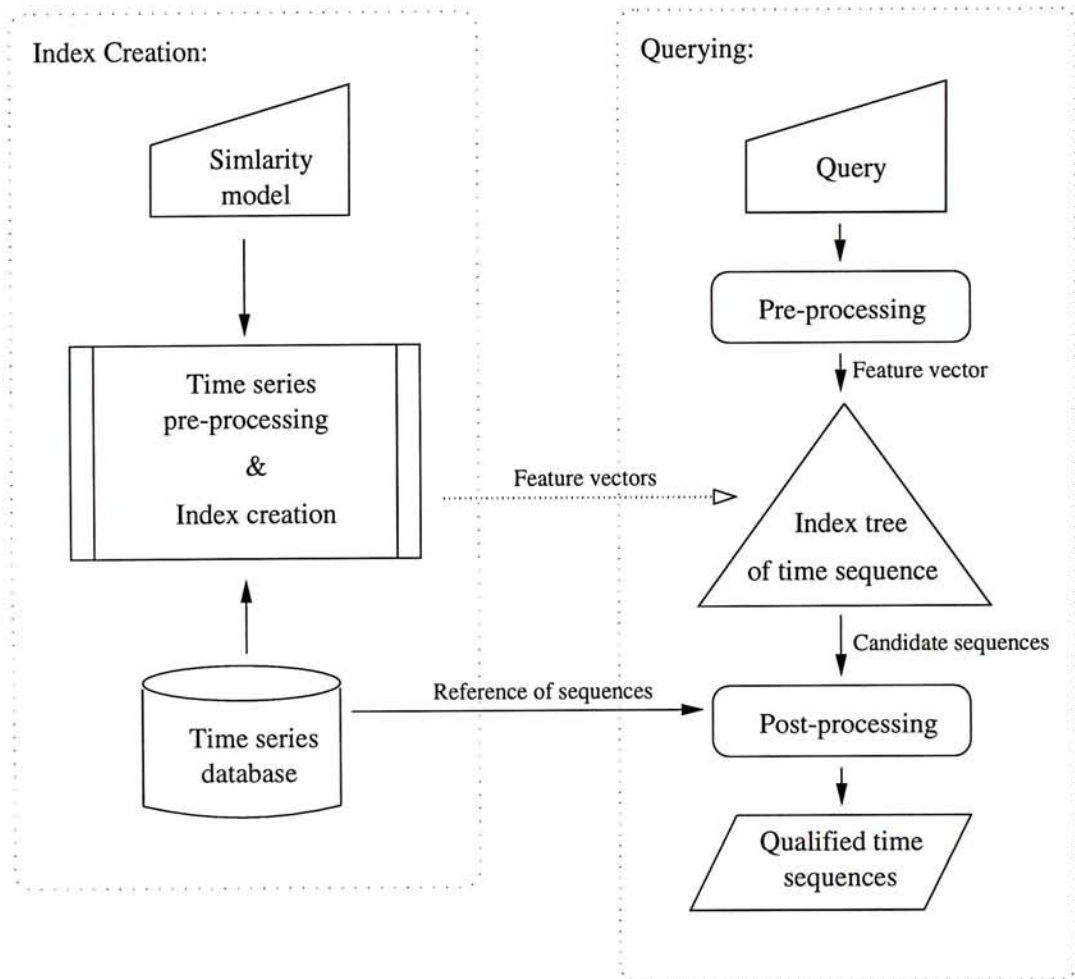 Index Creation:
Simlarity
model
Time series
pre-processing
&
Index creation
Time series
database
Feature vectors
Reference of sequences
Querying:
Query
Pre-processing
Feature vector
Index tree
of time sequence
Candidate sequences
Post-processing
Qualified time
sequences